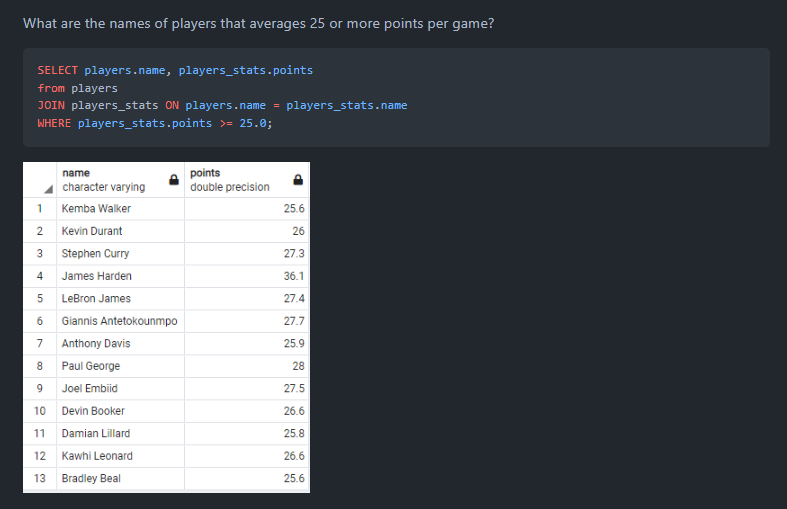 What are the names of players that averages 25 or more points per game?
SELECT players.name, players_stats.points
from players
JOIN players_stats ON players.name = players_stats.name
WHERE players_stats.points >= 25.0;
name points
character varying double precision
1 Kemba Walker 25.6
2 Kevin Durant 26
3 Stephen Curry 27.3
4 James Harden 36.1
5 LeBron James 27.4
6 Giannis Antetokounmpo 27.7
7 Anthony Davis 25.9
8 Paul George 28
9 Joel Embiid 27.5
10 Devin Booker 26.6
11 Damian Lillard 25.8
12 Kawhi Leonard 26.6
13 Bradley Beal 25.6